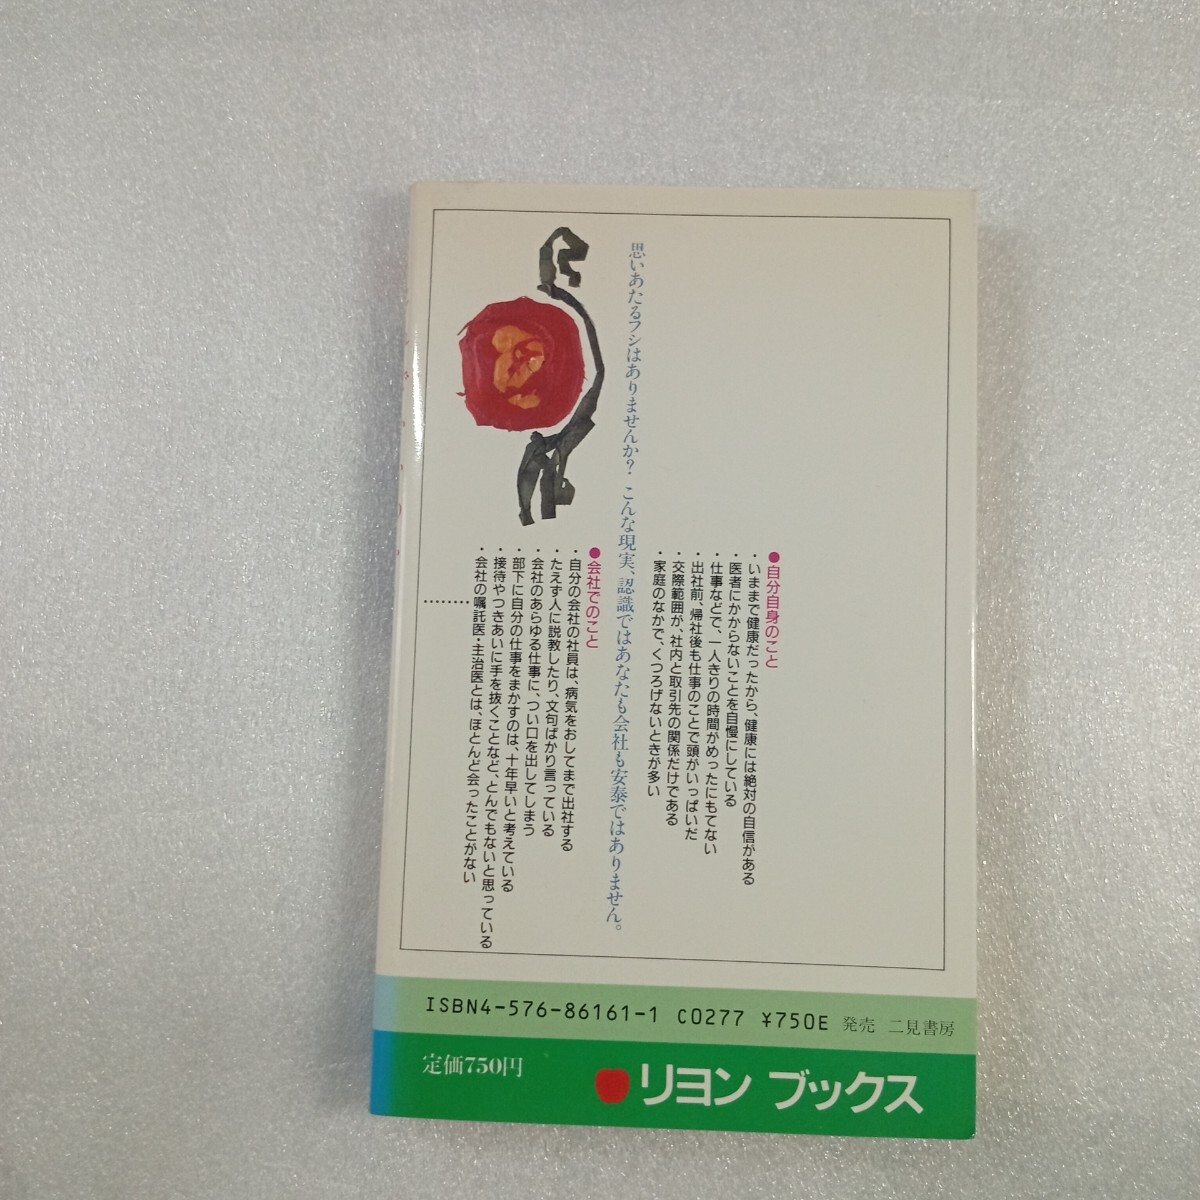 ●自分自身のこと
・いままで健康だったから、健康には絶対の自信がある
・医者にかからないことを自慢にしている
・仕事などで、一人きりの時間がめったにもてない
・出社前、帰社後も仕事のことで頭がいっぱいだ
・交際範囲が、社内と取引先の関係だけである
・家庭のなかで、くつろげないときが多い
思いあたるフシはありませんか? こんな現実、認識ではあなたも会社も安泰ではありません。
●会社でのこと
・自分の会社の社員は、病気をおしてまで出社する
・たえず人に説教したり、文句ばかり言っている
・会社のあらゆる仕事に、つい口を出してしまう
・部下に自分の仕事をまかすのは、十年早いと考えている
・接待やつきあいに手を抜くことなど、とんでもないと思っている
・会社の嘱託医・主治医とは、ほとんど会ったことがない
………
ISBN4-576-86161-1 C0277 ¥750E 発売 二見書房
定価750円
リヨン ブックス